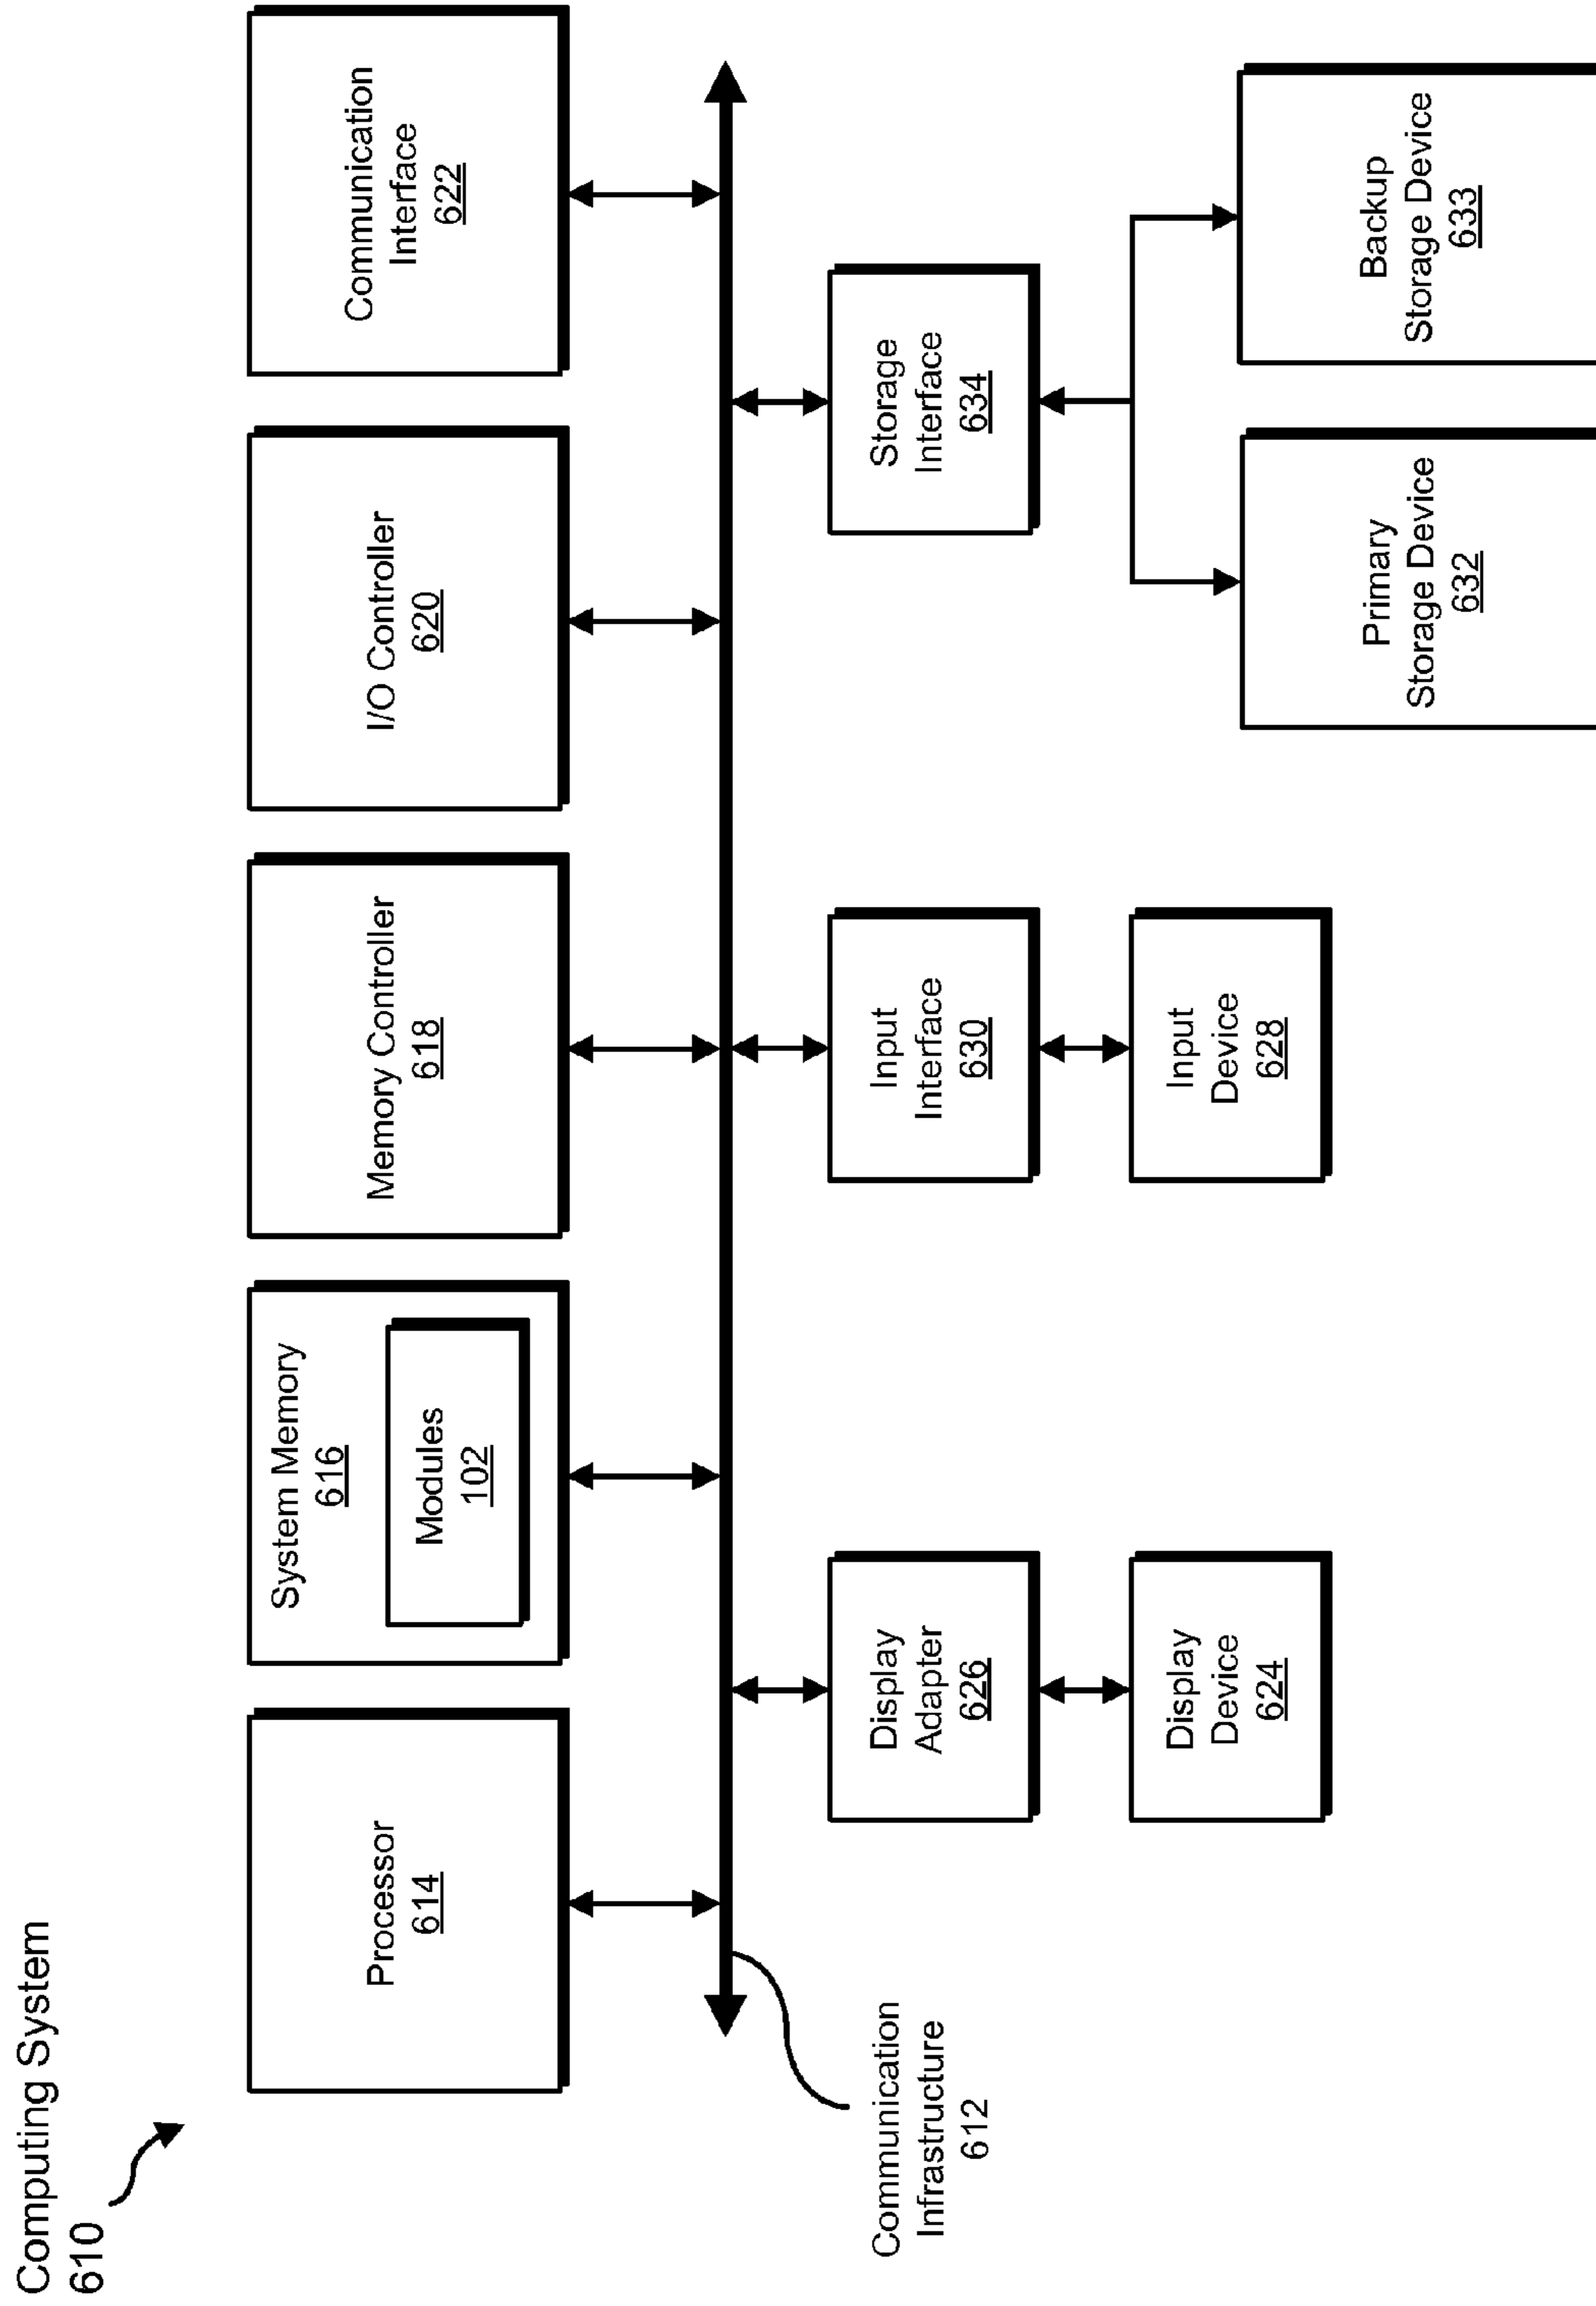 Computing System
610
Processor
614
System Memory
616
Modules
102
Memory Controller
618
I/O Controller
620
Communication
Interface
622
Communication
Infrastructure
612
Display
Adapter
626
Input
Interface
630
Storage
Interface
634
Display
Device
624
Input
Device
628
Primary
Storage Device
632
Backup
Storage Device
633